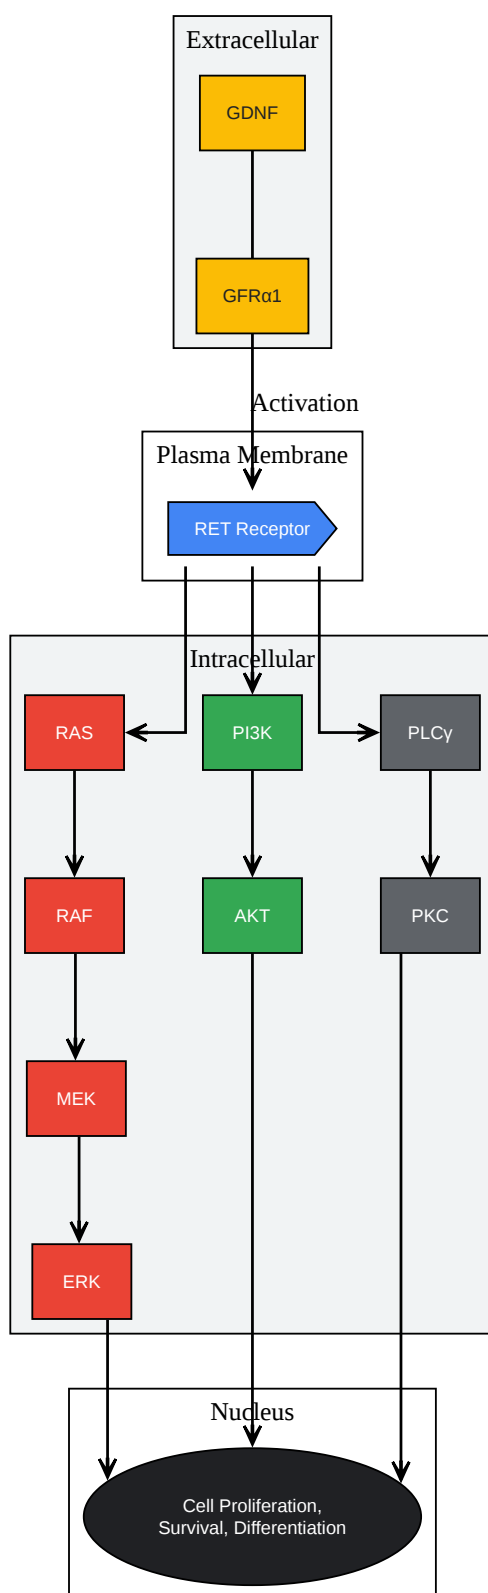 Extracellular
GDNF
GFRα1
Activation
Plasma Membrane
RET Receptor
Intracellular
RAS
PI3K
PLCγ
RAF
AKT
PKC
MEK
ERK
Nucleus
Cell Proliferation,
Survival, Differentiation